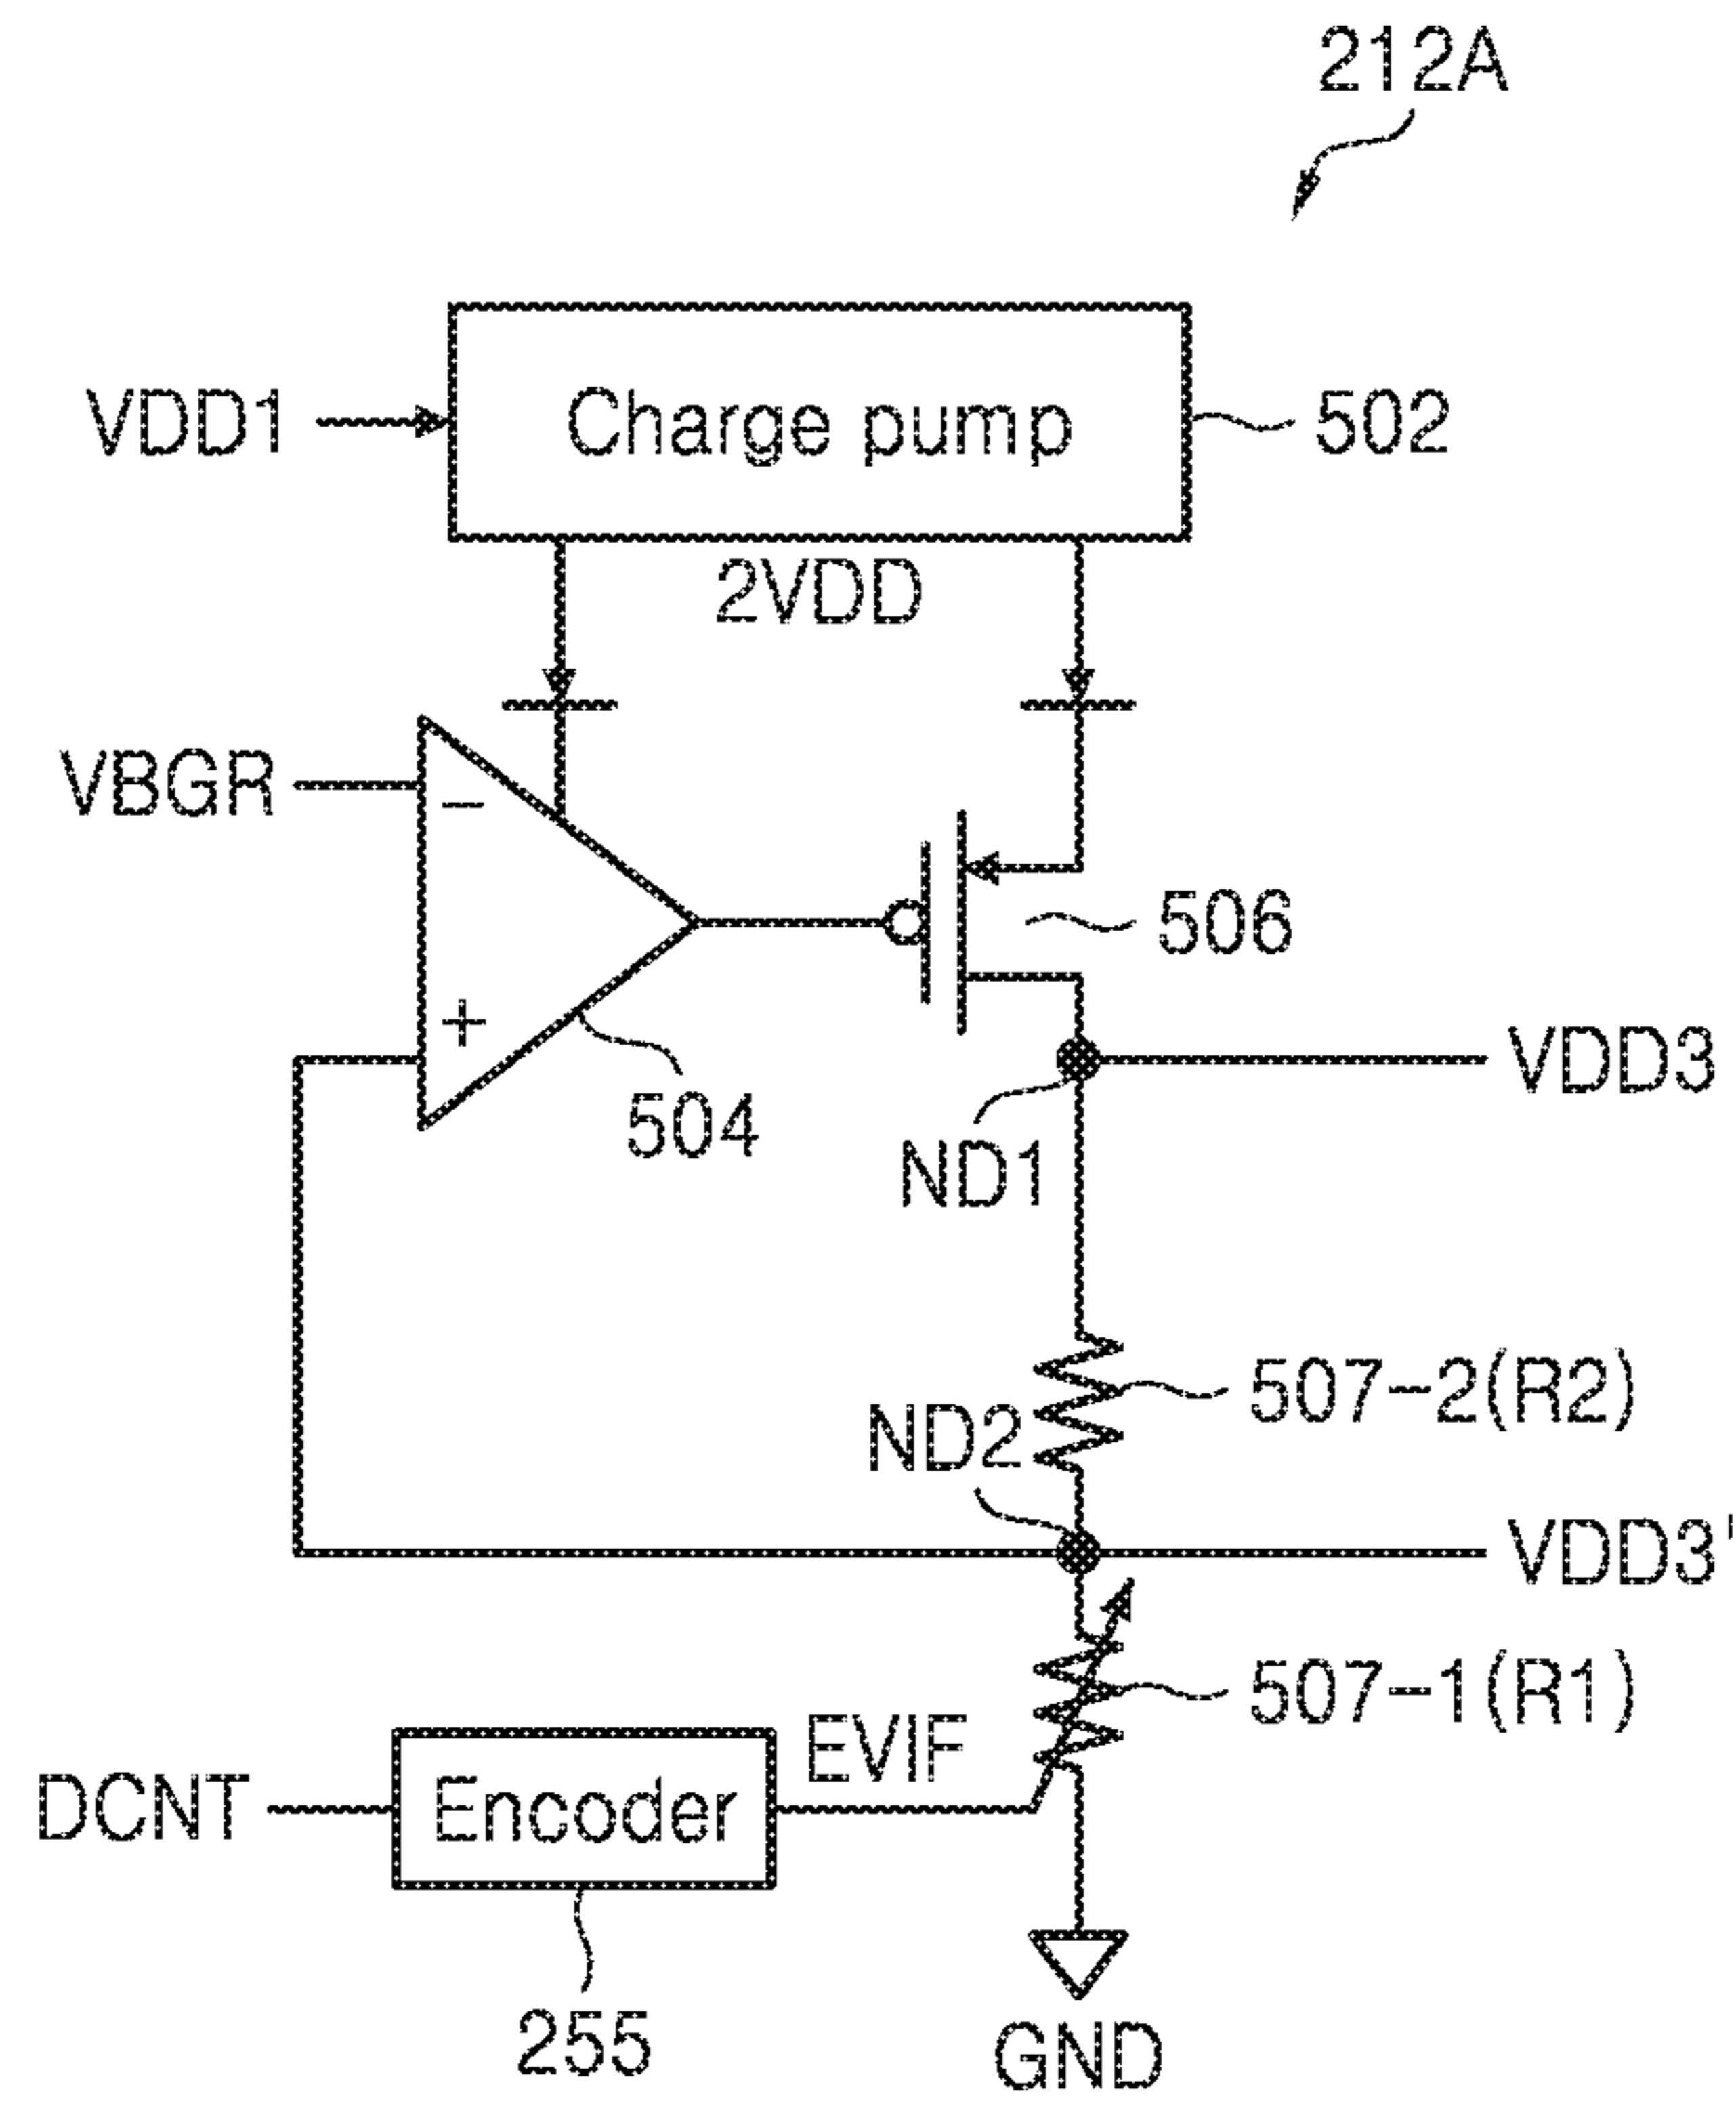 212A
VDD1
Charge pump
502
2VDD
VBGR
−
+
506
504
VDD3
ND1
507-2(R2)
ND2
VDD3'
507-1(R1)
EVIF
DCNT
Encoder
255
GND